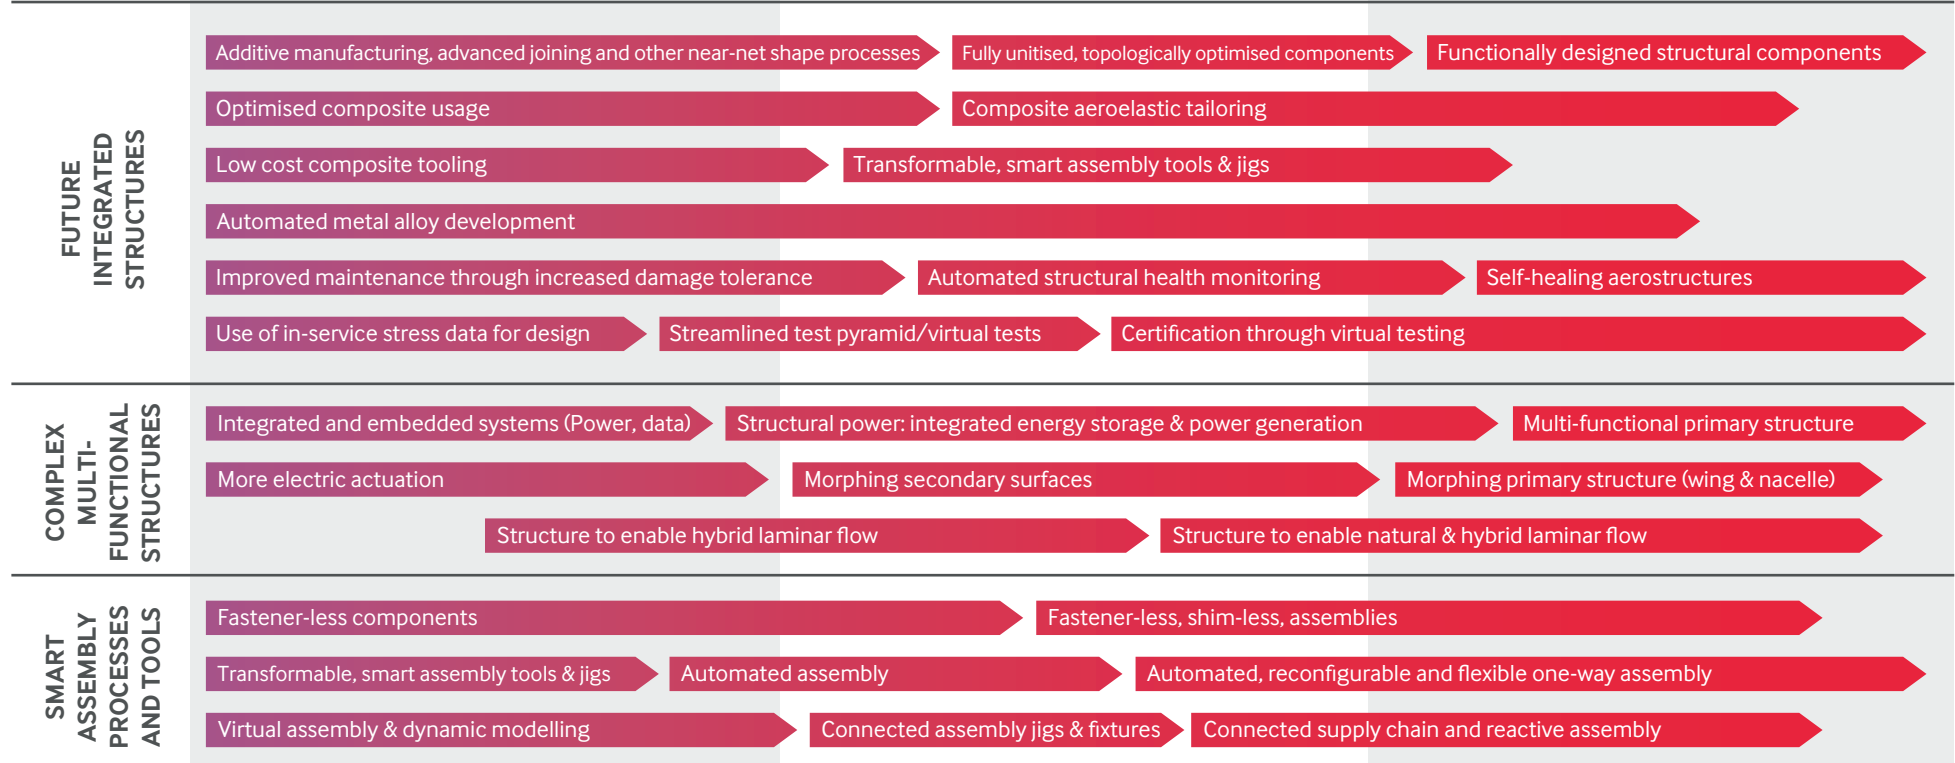 FUTURE
INTEGRATED
STRUCTURES
Additive manufacturing, advanced joining and other near-net shape processes
Fully unitised, topologically optimised components
Functionally designed structural components
Optimised composite usage
Composite aeroelastic tailoring
Low cost composite tooling
Transformable, smart assembly tools & jigs
Automated metal alloy development
Improved maintenance through increased damage tolerance
Automated structural health monitoring
Self-healing aerostructures
Use of in-service stress data for design
Streamlined test pyramid/virtual tests
Certification through virtual testing
COMPLEX
MULTI-
FUNCTIONAL
STRUCTURES
Integrated and embedded systems (Power, data)
Structural power: integrated energy storage & power generation
Multi-functional primary structure
More electric actuation
Morphing secondary surfaces
Morphing primary structure (wing & nacelle)
Structure to enable hybrid laminar flow
Structure to enable natural & hybrid laminar flow
SMART
ASSEMBLY
PROCESSES
AND TOOLS
Fastener-less components
Fastener-less, shim-less, assemblies
Transformable, smart assembly tools & jigs
Automated assembly
Automated, reconfigurable and flexible one-way assembly
Virtual assembly & dynamic modelling
Connected assembly jigs & fixtures
Connected supply chain and reactive assembly